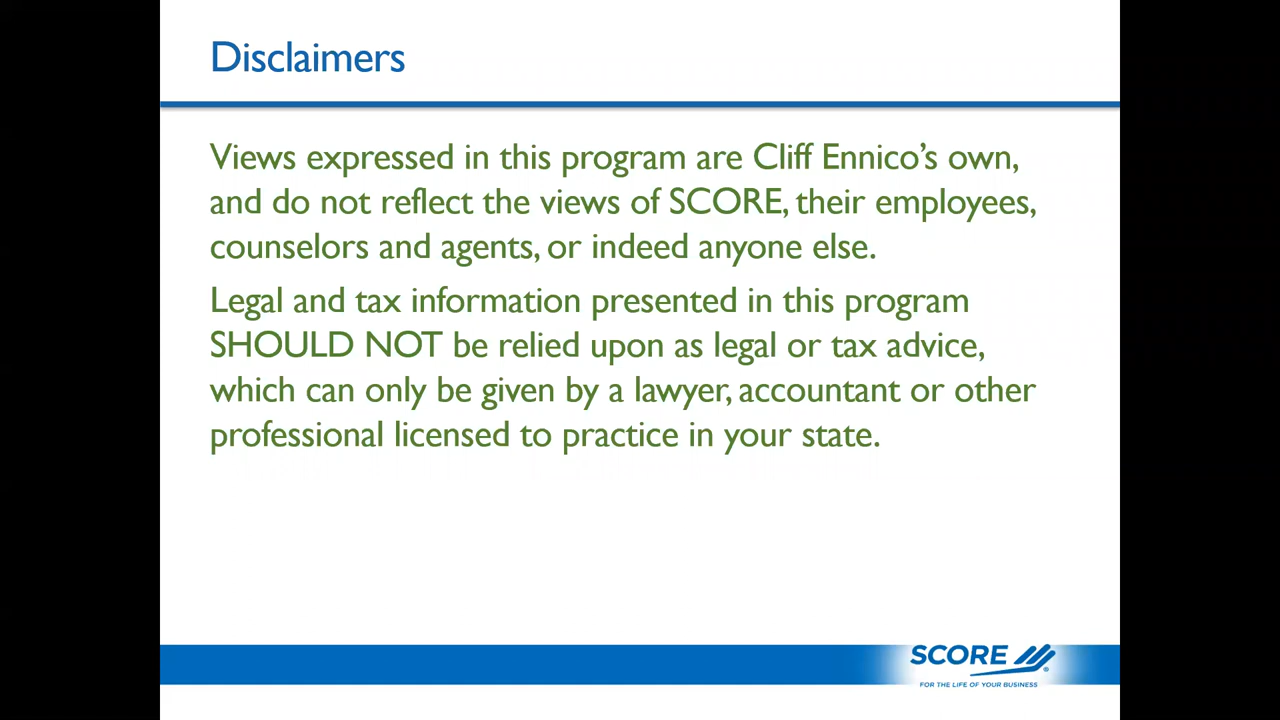 Disclaimers
Views expressed in this program are Cliff Ennico’s own,
and do not reflect the views of SCORE, their employees,
counselors and agents, or indeed anyone else.
Legal and tax information presented in this program
SHOULD NOT be relied upon as legal or tax advice,
which can only be given by a lawyer, accountant or other
professional licensed to practice in your state.
SCORE ®
FOR THE LIFE OF YOUR BUSINESS